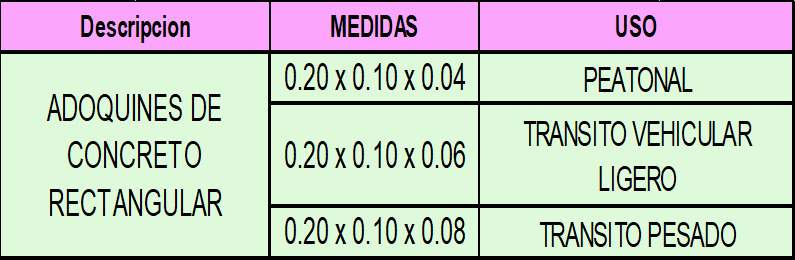 Descripcion MEDIDAS USO
ADOQUINES DE
CONCRETO
RECTANGULAR
0.20 x 0.10 x 0.04 PEATONAL
0.20 x 0.10 x 0.06 TRANSITO VEHICULAR
LIGERO
0.20 x 0.10 x 0.08 TRANSITO PESADO